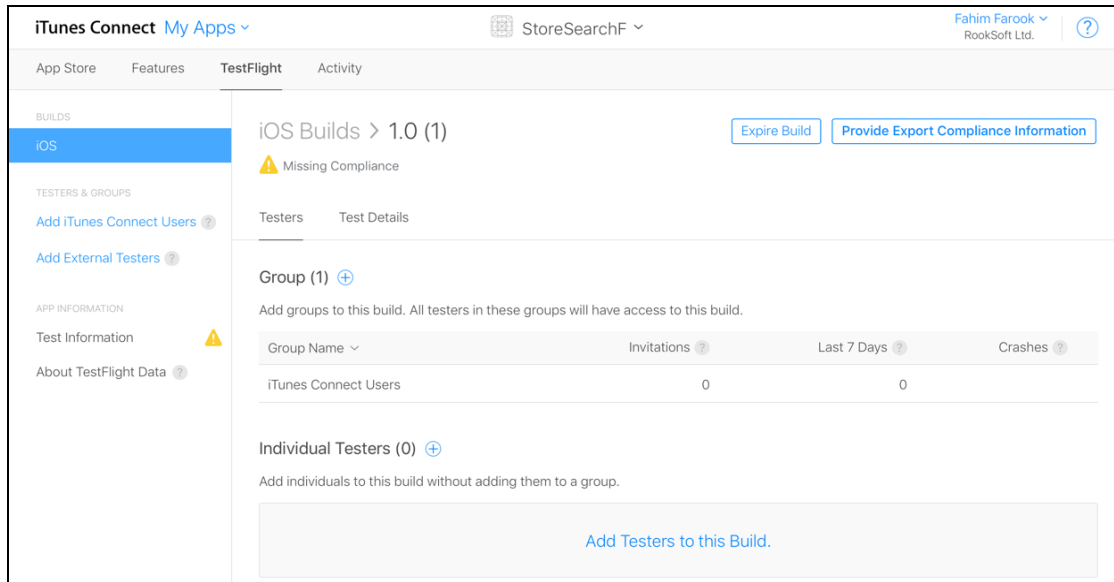 iTunes Connect My Apps StoreSearchF Fahim Farook
RookSoft Ltd. ?
App Store Features TestFlight Activity
BUILDS
iOS
TESTERS & GROUPS
Add iTunes Connect Users ?
Add External Testers ?
APP INFORMATION
Test Information
About TestFlight Data ?
iOS Builds > 1.0 (1) Expire Build Provide Export Compliance Information
Missing Compliance
Testers Test Details
Group (1) +
Add groups to this build. All testers in these groups will have access to this build.
Group Name Invitations ? Last 7 Days ? Crashes ?
iTunes Connect Users 0 0
Individual Testers (0) +
Add individuals to this build without adding them to a group.
Add Testers to this Build.